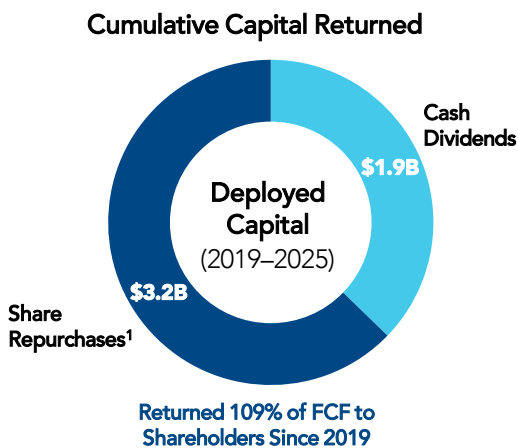 Cumulative Capital Returned
Cash
Dividends
$1.9B
Deployed
Capital
(2019–2025)
$3.2B
Share
Repurchases¹
Returned 109% of FCF to
Shareholders Since 2019